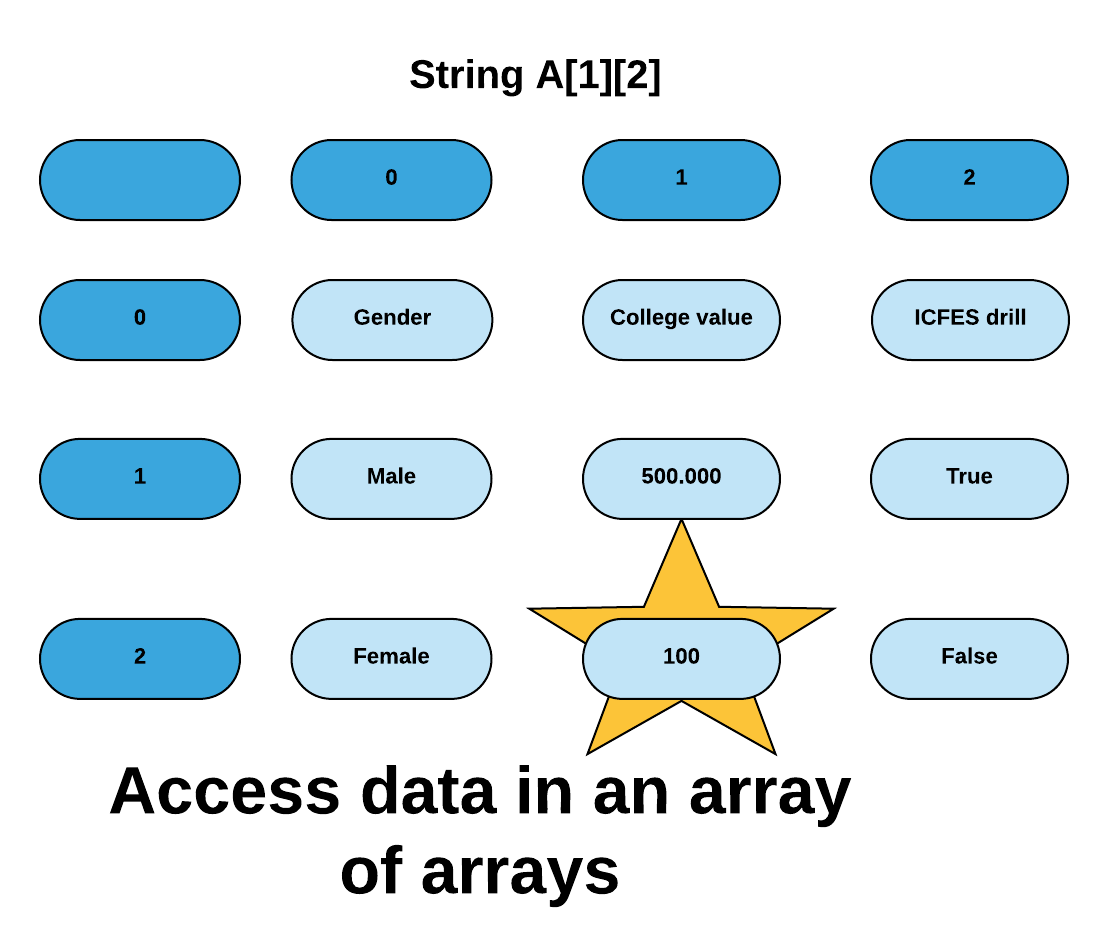 String A[1][2]
0 1 2
0 Gender College value ICFES drill
1 Male 500.000 True
2 Female 100 False
Access data in an array
of arrays